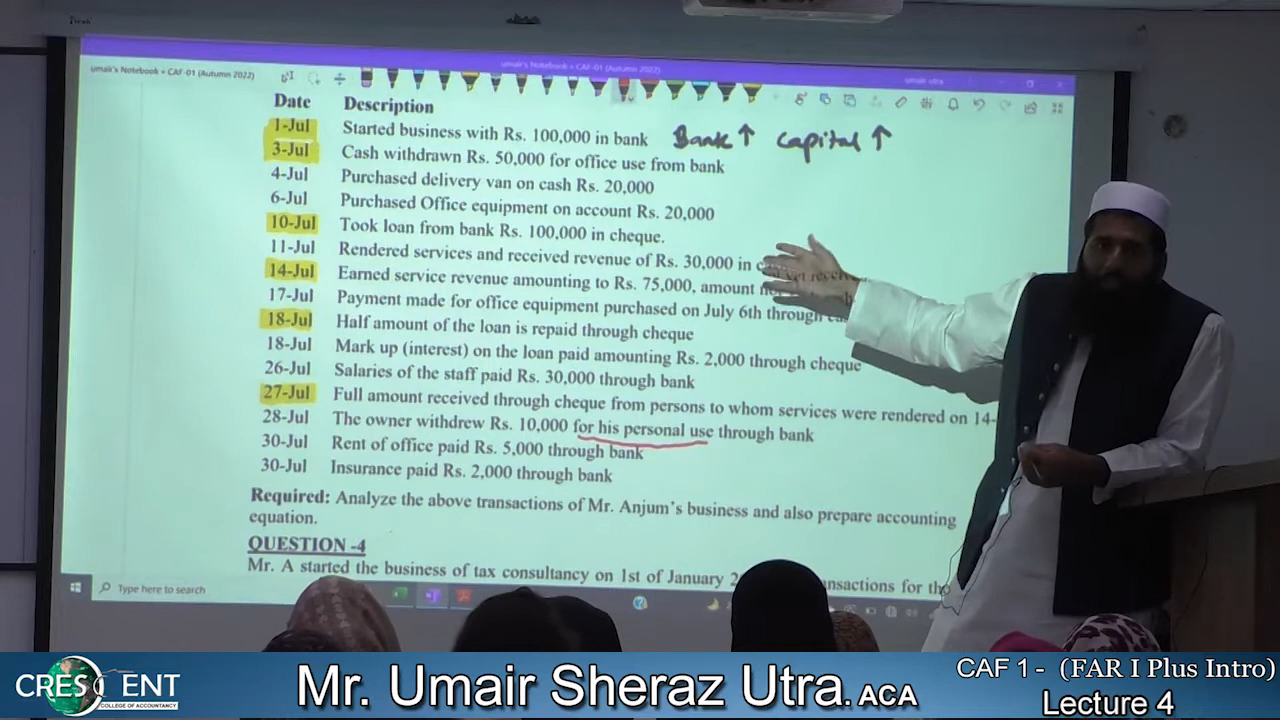 umair's Notebook » CAF-01 (Autumn 2022)
umair's Notebook » CAF-01 (Autumn 2022)
umair utra
Date Description
1-Jul Started business with Rs. 100,000 in bank Bank ↑ Capital ↑
3-Jul Cash withdrawn Rs. 50,000 for office use from bank
4-Jul Purchased delivery van on cash Rs. 20,000
6-Jul Purchased Office equipment on account Rs. 20,000
10-Jul Took loan from bank Rs. 100,000 in cheque.
11-Jul Rendered services and received revenue of Rs. 30,000 in
14-Jul Earned service revenue amounting to Rs. 75,000, amount
17-Jul Payment made for office equipment purchased on July 6th through
18-Jul Half amount of the loan is repaid through cheque
18-Jul Mark up (interest) on the loan paid amounting Rs. 2,000 through cheque
26-Jul Salaries of the staff paid Rs. 30,000 through bank
27-Jul Full amount received through cheque from persons to whom services were rendered on 14-
28-Jul The owner withdrew Rs. 10,000 for his personal use through bank
30-Jul Rent of office paid Rs. 5,000 through bank
30-Jul Insurance paid Rs. 2,000 through bank
Required: Analyze the above transactions of Mr. Anjum's business and also prepare accounting
equation.
QUESTION -4
Mr. A started the business of tax consultancy on 1st of January
Type here to search
CRESCENT
COLLEGE OF ACCOUNTANCY
Mr. Umair Sheraz Utra. ACA
CAF 1 - (FAR I Plus Intro)
Lecture 4